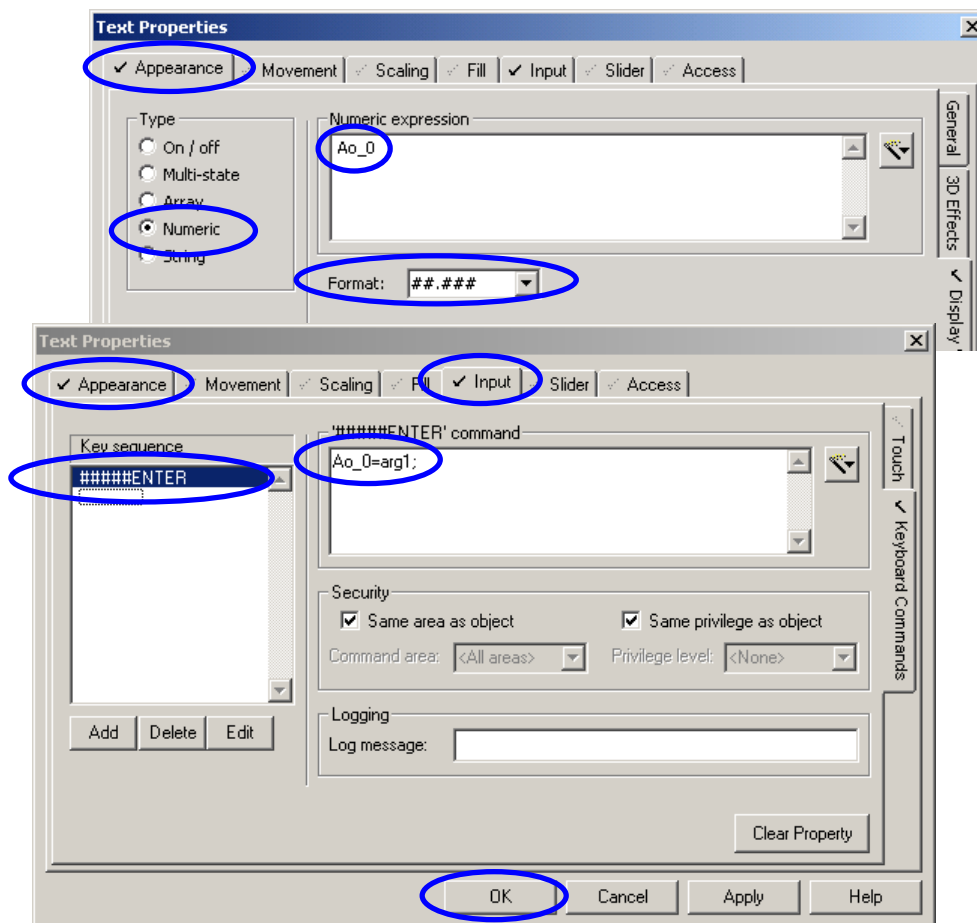 Text Properties
Appearance Movement Scaling Fill Input Slider Access
Type
On / off
Multi-state
Array
Numeric
String
Numeric expression
Ao_0
Format: ##.###
General
3D Effects
Display
Text Properties
Appearance Movement Scaling Fill Input Slider Access
Key sequence
#####ENTER
Add Delete Edit
'#####ENTER' command
Ao_0=arg1;
Security
Same area as object Same privilege as object
Command area: <All areas> Privilege level: <None>
Logging
Log message:
Clear Property
Touch
Keyboard Commands
OK Cancel Apply Help